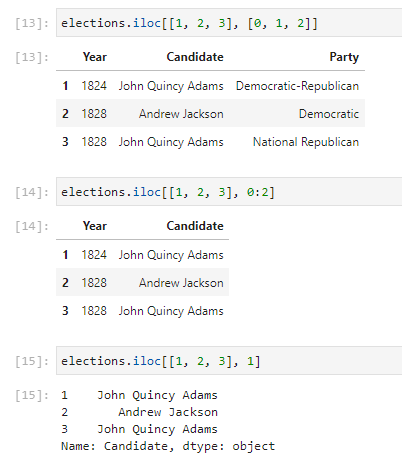 [13]: elections.iloc[[1, 2, 3], [0, 1, 2]]
[13]: Year Candidate Party
1 1824 John Quincy Adams Democratic-Republican
2 1828 Andrew Jackson Democratic
3 1828 John Quincy Adams National Republican
[14]: elections.iloc[[1, 2, 3], 0:2]
[14]: Year Candidate
1 1824 John Quincy Adams
2 1828 Andrew Jackson
3 1828 John Quincy Adams
[15]: elections.iloc[[1, 2, 3], 1]
[15]: 1 John Quincy Adams
2 Andrew Jackson
3 John Quincy Adams
Name: Candidate, dtype: object